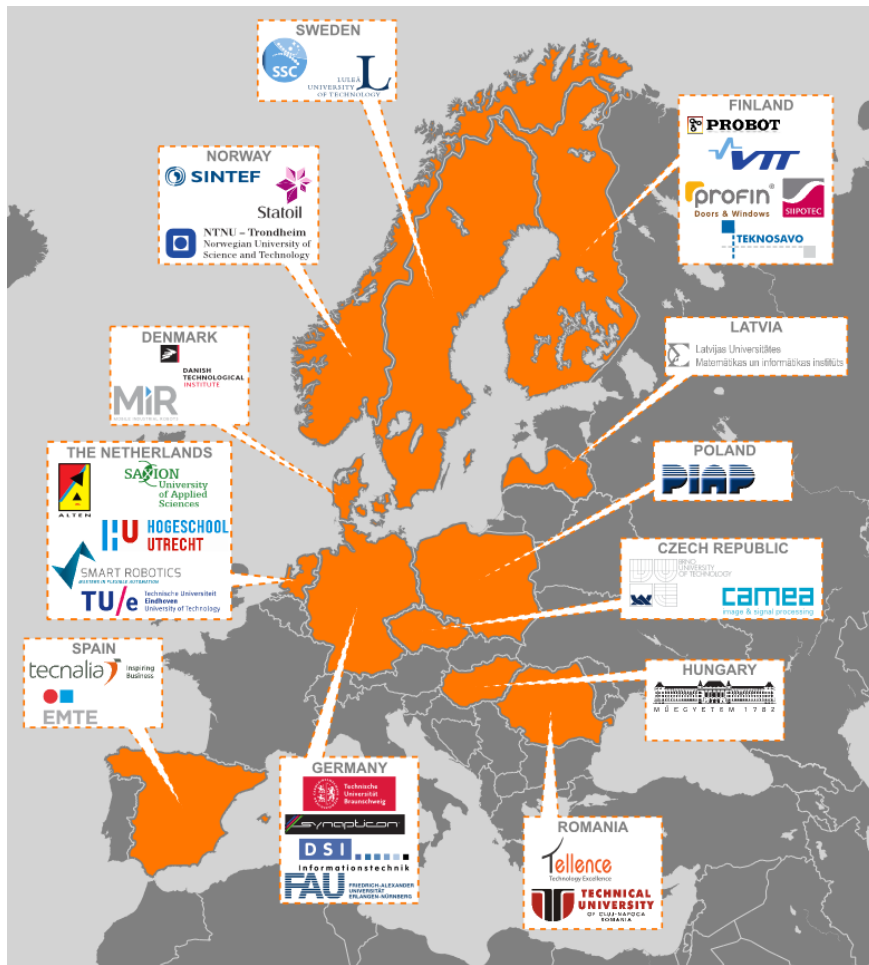 SWEDEN
SSC
LULEÅ
UNIVERSITY
OF TECHNOLOGY
L
FINLAND
PROBOT
VTT
profin®
Doors & Windows
SIIPOTEC
TEKNOSAVO
NORWAY
SINTEF
Statoil
NTNU – Trondheim
Norwegian University of
Science and Technology
DENMARK
DANISH
TECHNOLOGICAL
INSTITUTE
MiR
LATVIA
Latvijas Universitātes
Matemātikas un informātikas institūts
THE NETHERLANDS
ALTEN
SAXION
University
of Applied
Sciences
HU HOGESCHOOL
UTRECHT
SMART ROBOTICS
TU/e
Technische Universiteit
Eindhoven
University of Technology
POLAND
PIAP
CZECH REPUBLIC
BRNO
UNIVERSITY
OF TECHNOLOGY
camea
image & signal processing
SPAIN
tecnalia
Inspiring
Business
EMTE
HUNGARY
MŰEGYETEM 1782
GERMANY
Technische
Universität
Braunschweig
synapticon
DSI
Informationstechnik
FAU
FRIEDRICH-ALEXANDER
UNIVERSITÄT
ERLANGEN-NÜRNBERG
ROMANIA
Tellence
Technology Excellence
TECHNICAL
UNIVERSITY
OF CLUJ-NAPOCA
ROMANIA